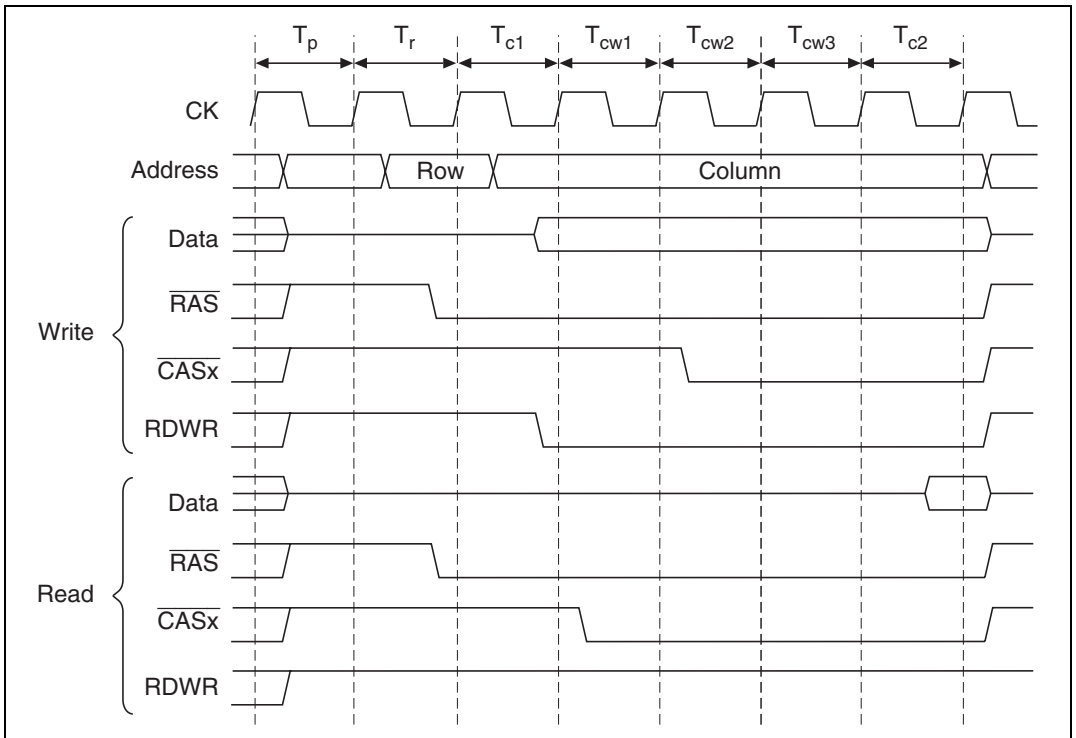 Tp Tr Tc1 Tcw1 Tcw2 Tcw3 Tc2
CK
Address Row Column
Write
Data
RAS
CASx
RDWR
Read
Data
RAS
CASx
RDWR